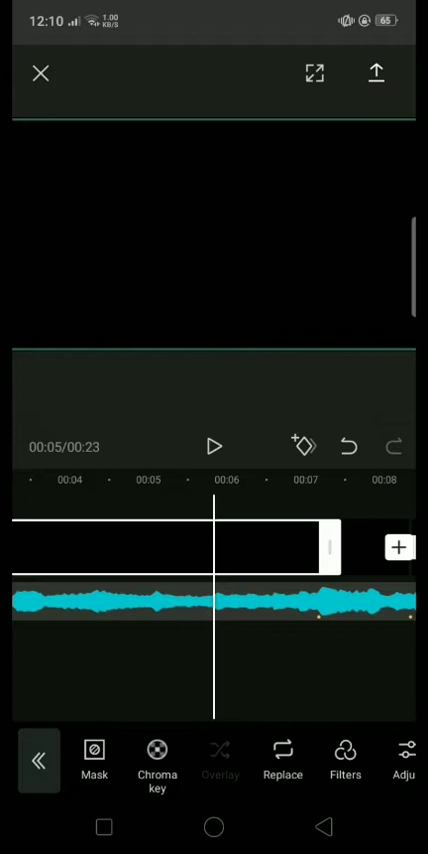 12:10 1.00 KB/S 65
00:05/00:23
00:04 00:05 00:06 00:07 00:08
Mask Chroma key Overlay Replace Filters Adju